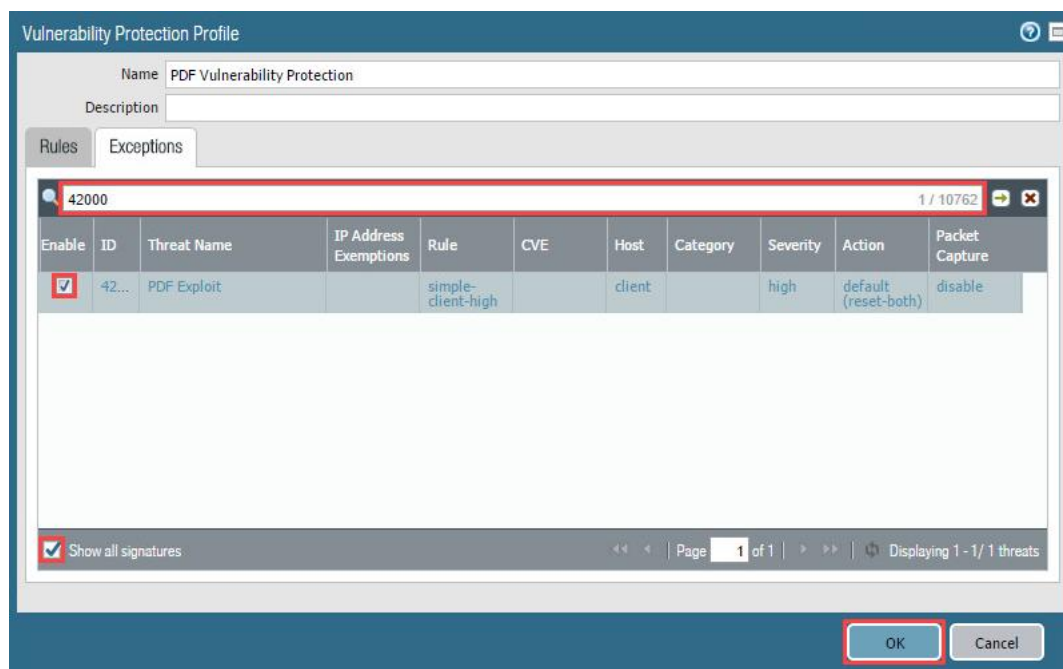 Vulnerability Protection Profile
Name PDF Vulnerability Protection
Description
Rules Exceptions
42000 1 / 10762
Enable ID Threat Name IP Address Exemptions Rule CVE Host Category Severity Action Packet Capture
42... PDF Exploit simple-client-high client high default (reset-both) disable
Show all signatures Page 1 of 1 Displaying 1 - 1/ 1 threats
OK Cancel